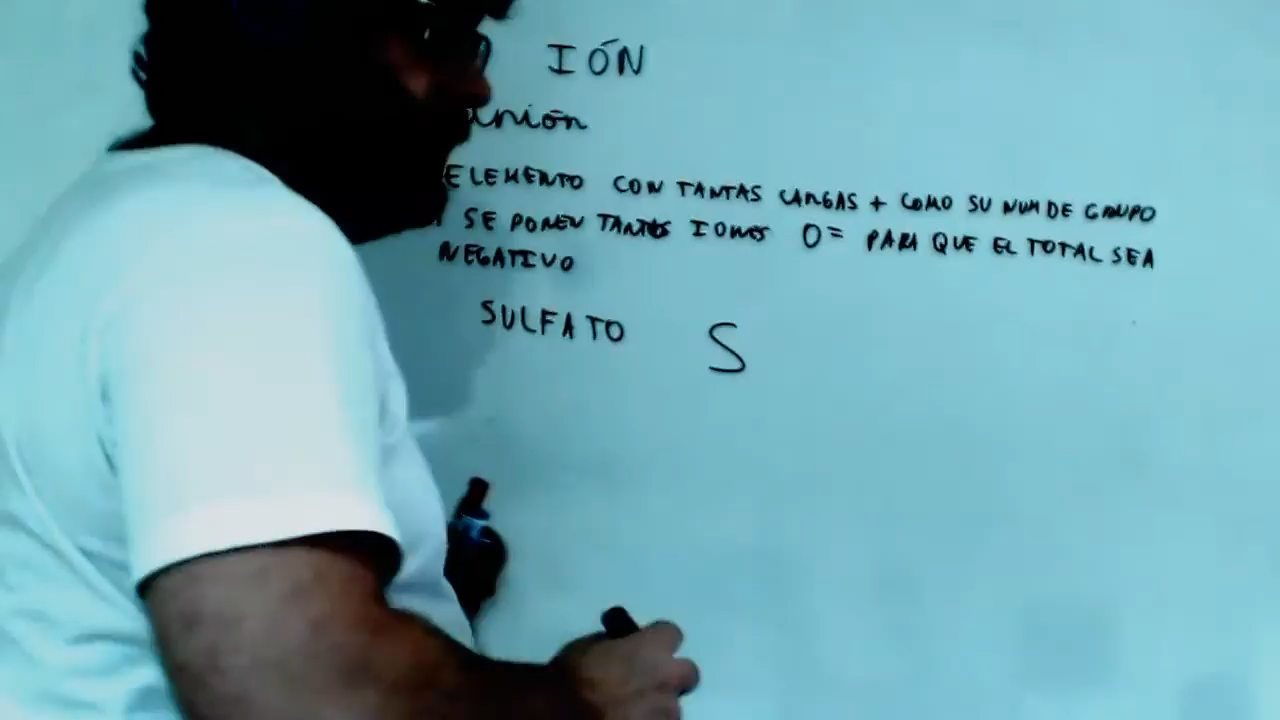 IÓN
anión
ELEMENTO CON TANTAS CARGAS + COMO SU NUM DE GRUPO
SE PONEN TANTOS IONES O= PARA QUE EL TOTAL SEA
NEGATIVO
SULFATO S